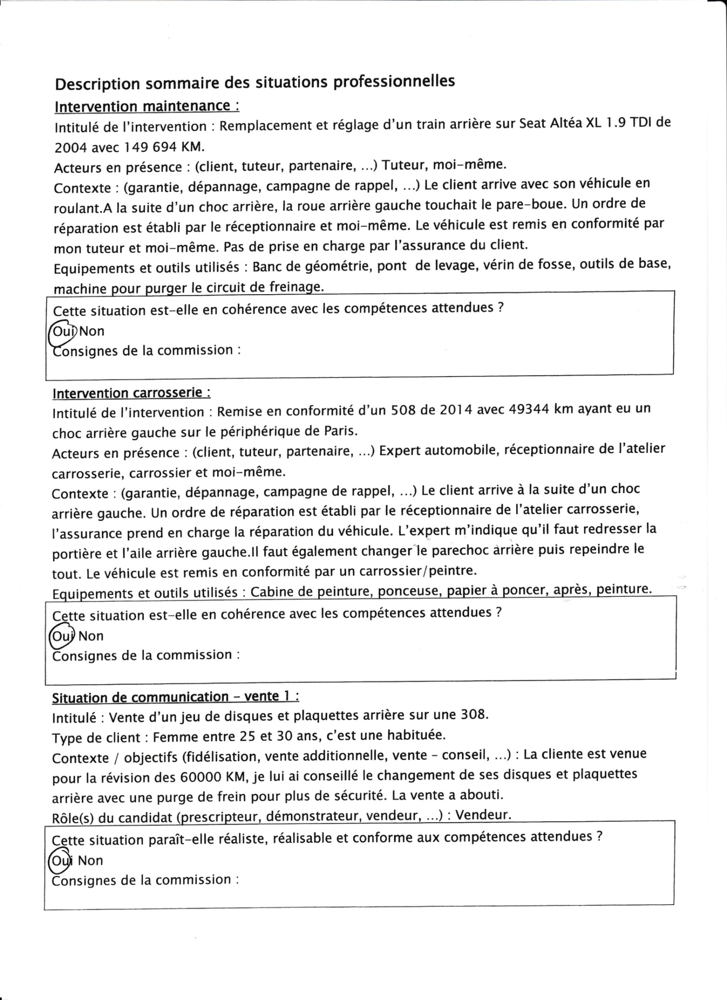 Description sommaire des situations professionnelles
Intervention maintenance :
Intitulé de l'intervention : Remplacement et réglage d'un train arrière sur Seat Altéa XL 1.9 TDI de
2004 avec 149 694 KM.
Acteurs en présence : (client, tuteur, partenaire, ...) Tuteur, moi-même.
Contexte : (garantie, dépannage, campagne de rappel, ...) Le client arrive avec son véhicule en
roulant.A la suite d'un choc arrière, la roue arrière gauche touchait le pare-boue. Un ordre de
réparation est établi par le réceptionnaire et moi-même. Le véhicule est remis en conformité par
mon tuteur et moi-même. Pas de prise en charge par l'assurance du client.
Equipements et outils utilisés : Banc de géométrie, pont de levage, vérin de fosse, outils de base,
machine pour purger le circuit de freinage.
Cette situation est-elle en cohérence avec les compétences attendues ?
Oui Non
Consignes de la commission :
Intervention carrosserie :
Intitulé de l'intervention : Remise en conformité d'un 508 de 2014 avec 49344 km ayant eu un
choc arrière gauche sur le périphérique de Paris.
Acteurs en présence : (client, tuteur, partenaire, ...) Expert automobile, réceptionnaire de l'atelier
carrosserie, carrossier et moi-même.
Contexte : (garantie, dépannage, campagne de rappel, ...) Le client arrive à la suite d'un choc
arrière gauche. Un ordre de réparation est établi par le réceptionnaire de l'atelier carrosserie,
l'assurance prend en charge la réparation du véhicule. L'expert m'indique qu'il faut redresser la
portière et l'aile arrière gauche.Il faut également changer le parechoc arrière puis repeindre le
tout. Le véhicule est remis en conformité par un carrossier/peintre.
Equipements et outils utilisés : Cabine de peinture, ponceuse, papier à poncer, après, peinture.
Cette situation est-elle en cohérence avec les compétences attendues ?
Oui Non
Consignes de la commission :
Situation de communication – vente 1 :
Intitulé : Vente d'un jeu de disques et plaquettes arrière sur une 308.
Type de client : Femme entre 25 et 30 ans, c'est une habituée.
Contexte / objectifs (fidélisation, vente additionnelle, vente – conseil, ...) : La cliente est venue
pour la révision des 60000 KM, je lui ai conseillé le changement de ses disques et plaquettes
arrière avec une purge de frein pour plus de sécurité. La vente a abouti.
Rôle(s) du candidat (prescripteur, démonstrateur, vendeur, ...) : Vendeur.
Cette situation paraît-elle réaliste, réalisable et conforme aux compétences attendues ?
Oui Non
Consignes de la commission :